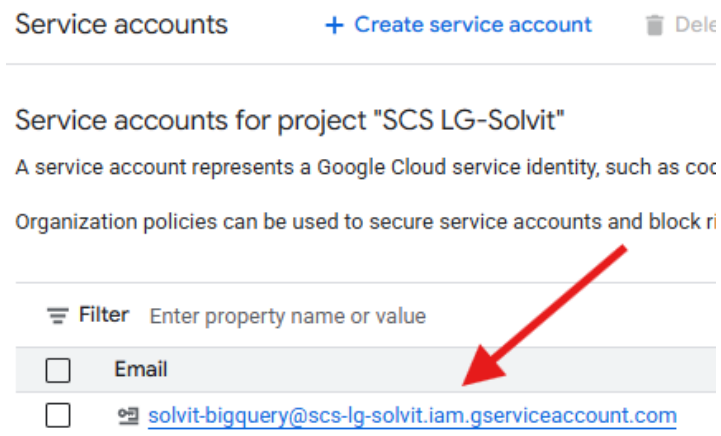 Service accounts + Create service account Dele
Service accounts for project "SCS LG-Solvit"
A service account represents a Google Cloud service identity, such as cod
Organization policies can be used to secure service accounts and block ri
Filter Enter property name or value
Email
solvit-bigquery@scs-lg-solvit.iam.gserviceaccount.com